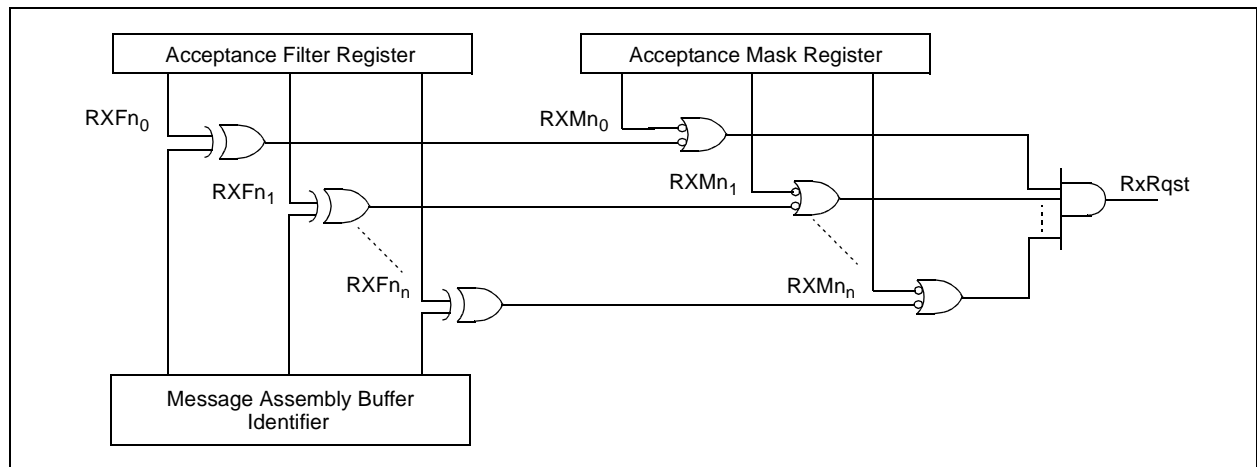 Acceptance Filter Register
Acceptance Mask Register
RXFn0
RXMn0
RXFn1
RXMn1
RxRqst
RXFnn
RXMnn
Message Assembly Buffer
Identifier